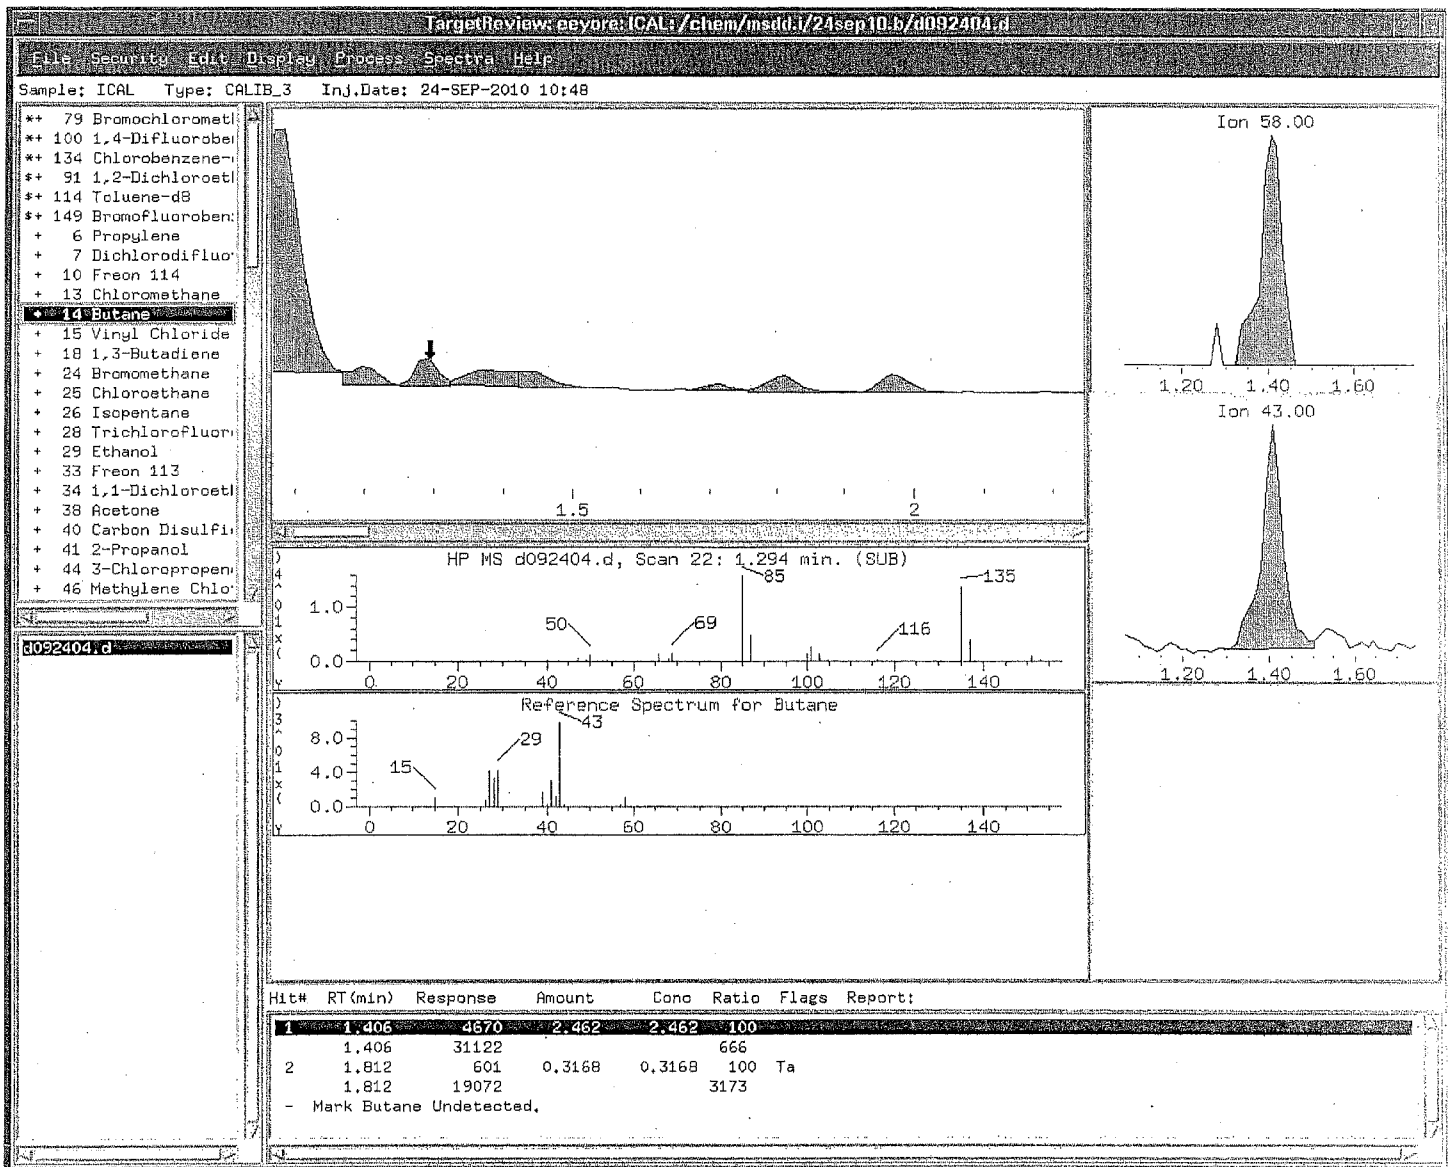 TargetReview: eeyore: ICAL: /chem/msdd.i/24sep10.b/d092404.d
File Security Edit Display Process Spectra Help
Sample: ICAL Type: CALIB_3 Inj.Date: 24-SEP-2010 10:48
*+ 79 Bromochloromet
*+ 100 1,4-Difluorobe
*+ 134 Chlorobenzene-
$+ 91 1,2-Dichloroet
$+ 114 Toluene-d8
$+ 149 Bromofluoroben
+ 6 Propylene
+ 7 Dichlorodifluo
+ 10 Freon 114
+ 13 Chloromethane
+ 14 Butane
+ 15 Vinyl Chloride
+ 18 1,3-Butadiene
+ 24 Bromomethane
+ 25 Chloroethane
+ 26 Isopentane
+ 28 Trichlorofluor
+ 29 Ethanol
+ 33 Freon 113
+ 34 1,1-Dichloroet
+ 38 Acetone
+ 40 Carbon Disulfi
+ 41 2-Propanol
+ 44 3-Chloropropen
+ 46 Methylene Chlo
d092404.d
1.5 2
Ion 58.00
1.20 1.40 1.60
Ion 43.00
1.20 1.40 1.60
HP MS d092404.d, Scan 22: 1.294 min. (SUB)
85 135
1.0
50 69 116
0.0
0 20 40 50 60 80 100 120 140
Reference Spectrum for Butane
43
8.0
29
15
4.0
0.0
0 20 40 60 80 100 120 140
Hit# RT(min) Response Amount Conc Ratio Flags Report:
1 1.406 4670 2.462 2.462 100
1.406 31122 666
2 1.812 601 0.3168 0.3168 100 Ta
1.812 19072 3173
- Mark Butane Undetected.